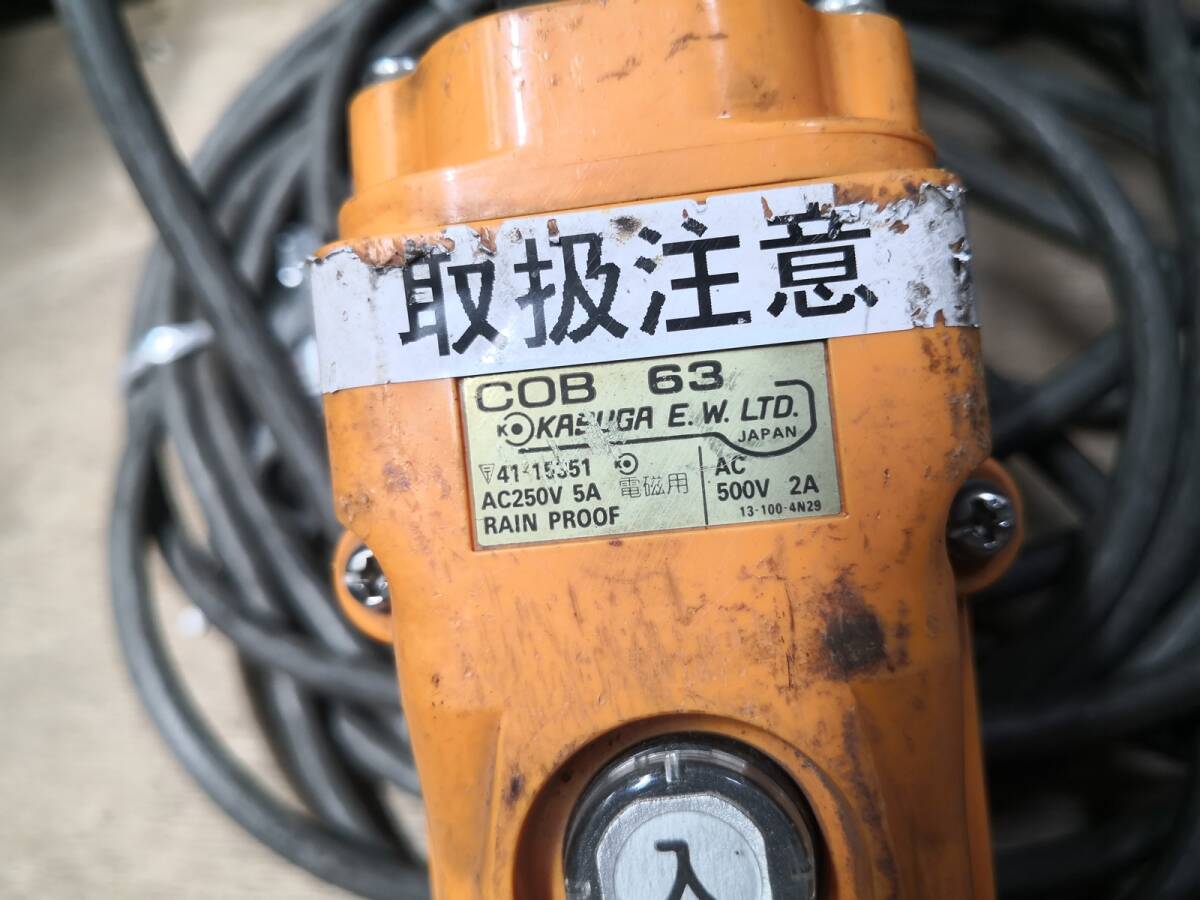 取扱注意
COB 63
KASUGA E.W. LTD.
JAPAN
41-15351
AC250V 5A
電磁用
RAIN PROOF
AC
500V 2A
13-100-4N29
入